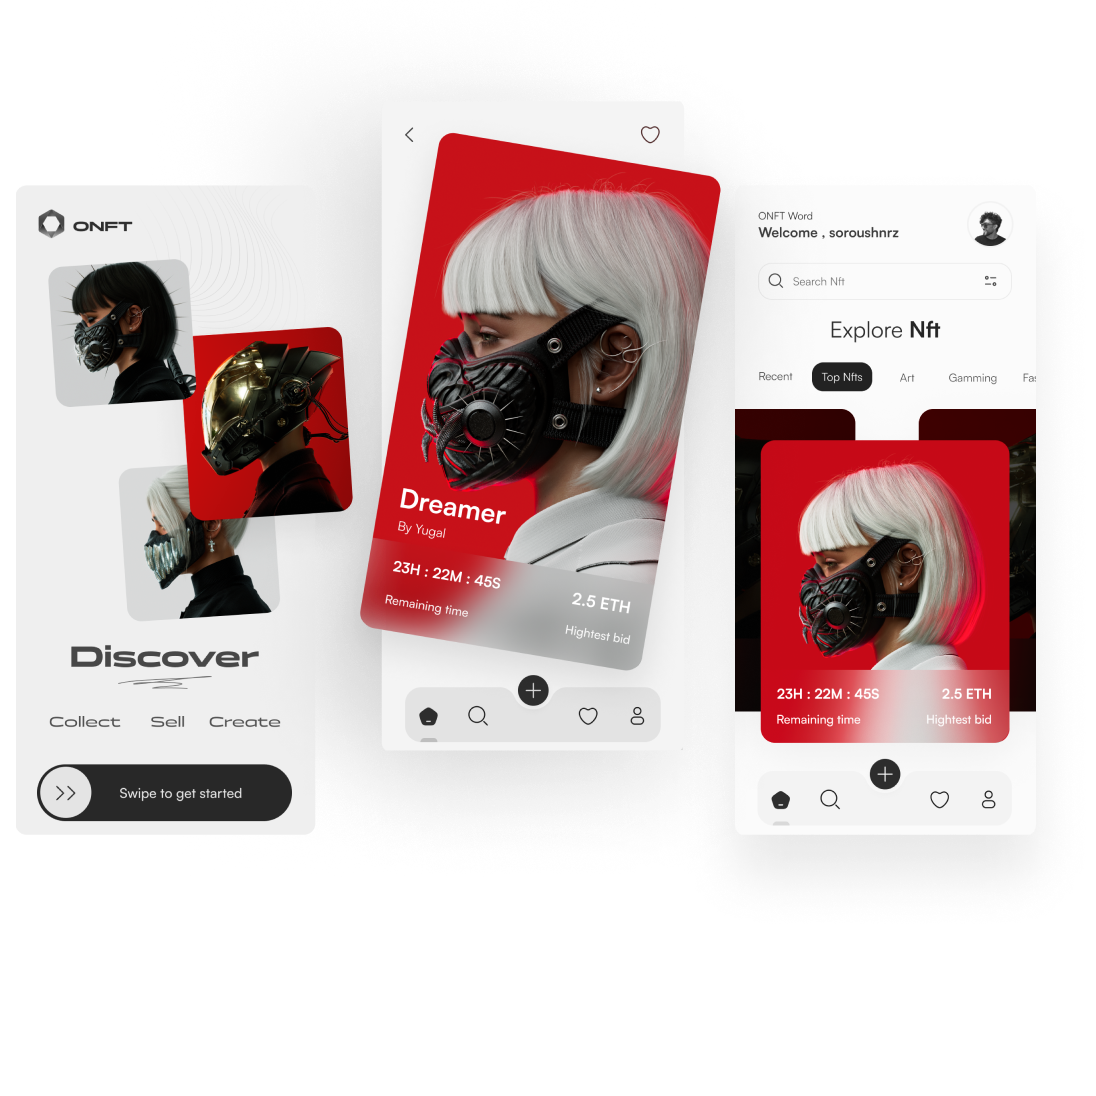 ONFT
Discover
Collect Sell Create
Swipe to get started
Dreamer
By Yugal
23H : 22M : 45S
Remaining time
2.5 ETH
Hightest bid
ONFT Word
Welcome , soroushnrz
Search Nft
Explore Nft
Recent Top Nfts Art Gamming Fas
23H : 22M : 45S 2.5 ETH
Remaining time Hightest bid